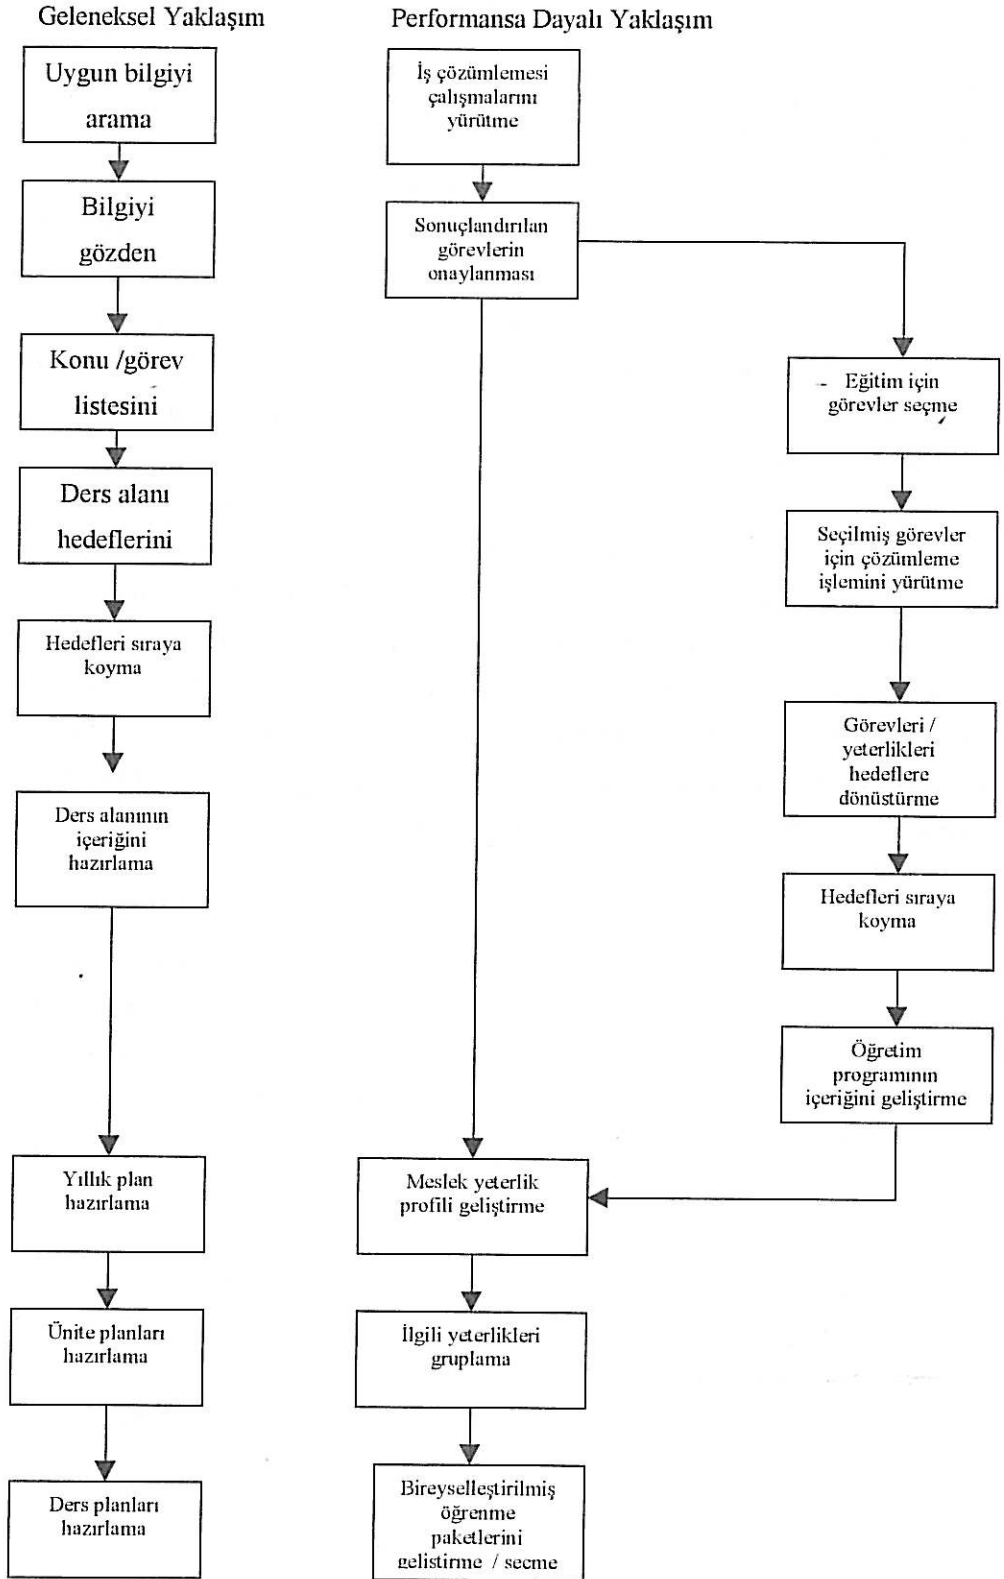 Geleneksel Yaklaşım
Uygun bilgiyi
arama
Bilgiyi
gözden
Konu /görev
listesini
Ders alanı
hedeflerini
Hedefleri sıraya
koyma
Ders alanının
içeriğini
hazırlama
Yıllık plan
hazırlama
Ünite planları
hazırlama
Ders planları
hazırlama
Performansa Dayalı Yaklaşım
İş çözümlemesi
çalışmalarını
yürütme
Sonuçlandırılan
görevlerin
onaylanması
Eğitim için
görevler seçme
Seçilmiş görevler
için çözümleme
işlemini yürütme
Görevleri /
yeterlikleri
hedeflere
dönüştürme
Hedefleri sıraya
koyma
Öğretim
programının
içeriğini geliştirme
Meslek yeterlik
profili geliştirme
İlgili yeterlikleri
gruplama
Bireyselleştirilmiş
öğrenme
paketlerini
geliştirme / seçme